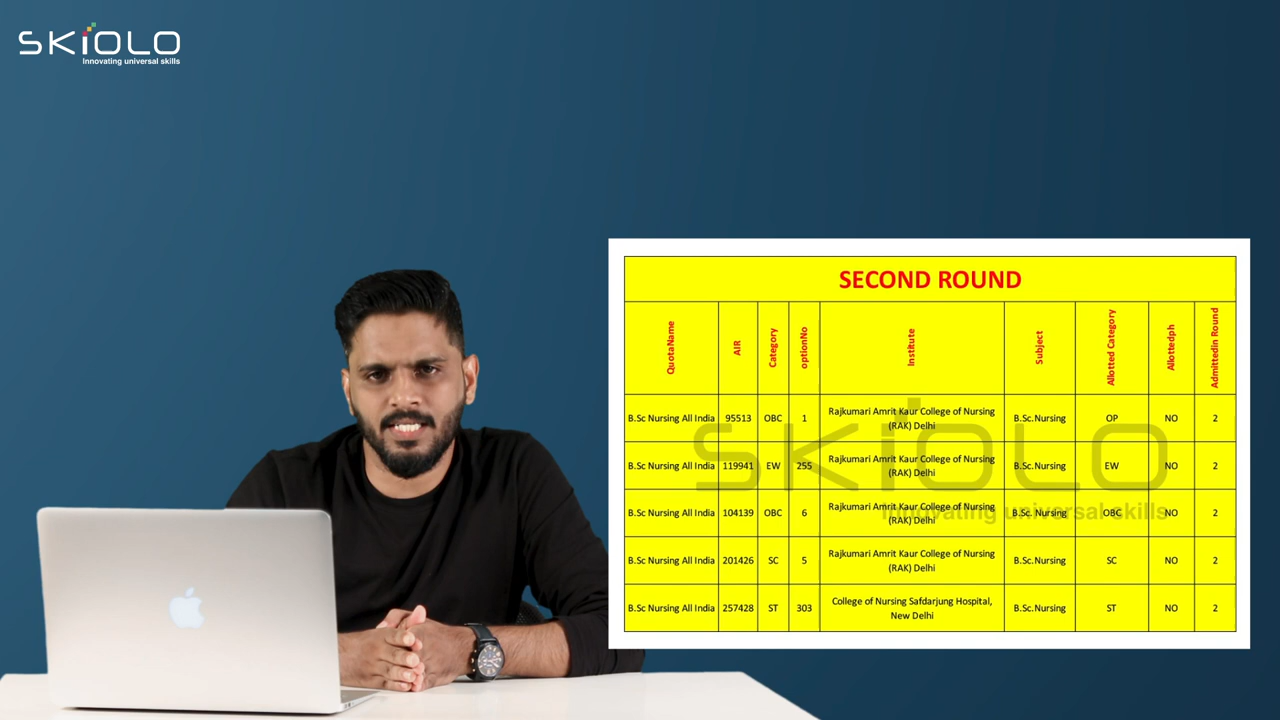 SKiOLO
Innovating universal skills
SECOND ROUND
QuotaName AIR Category optionNo Institute Subject Allotted Category Allottedph Admittedin Round
B.Sc Nursing All India 95513 OBC 1 Rajkumari Amrit Kaur College of Nursing (RAK) Delhi B.Sc.Nursing OP NO 2
B.Sc Nursing All India 119941 EW 255 Rajkumari Amrit Kaur College of Nursing (RAK) Delhi B.Sc.Nursing EW NO 2
B.Sc Nursing All India 104139 OBC 6 Rajkumari Amrit Kaur College of Nursing (RAK) Delhi B.Sc.Nursing OBC NO 2
B.Sc Nursing All India 201426 SC 5 Rajkumari Amrit Kaur College of Nursing (RAK) Delhi B.Sc.Nursing SC NO 2
B.Sc Nursing All India 257428 ST 303 College of Nursing Safdarjung Hospital, New Delhi B.Sc.Nursing ST NO 2
SKiOLO
Innovating universal skills